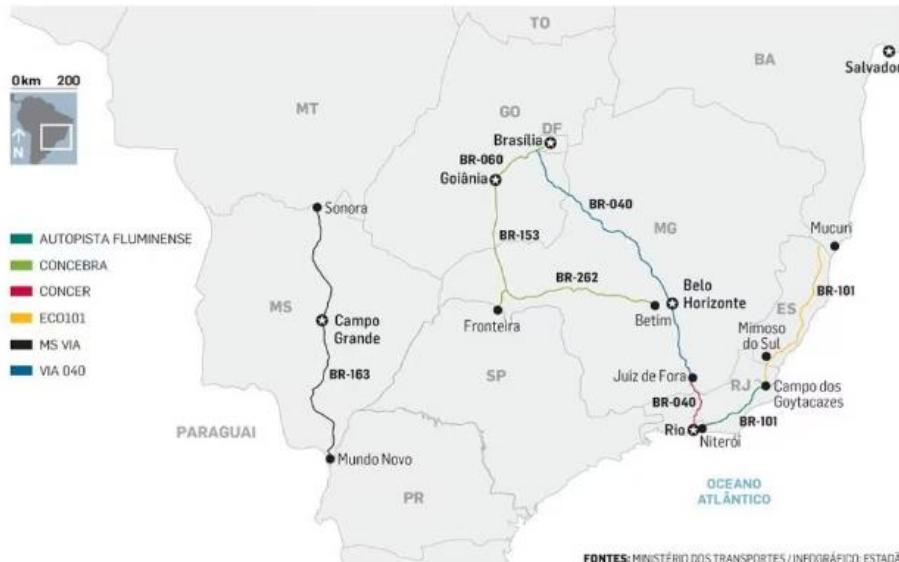 TO
BA
0 km 200
Salvador
MT
GO
DF
Brasília
BR-060
Goiânia
N
BR-040
Sonora
MG
Mucuri
AUTOPISTA FLUMINENSE
BR-153
CONCEBRA
BR-262
Belo
Horizonte
BR-101
CONCER
MS
ES
ECO101
Campo
Grande
Fronteira
Betim
Mimoso
do Sul
MS VIA
VIA 040
BR-163
SP
Juiz de Fora
RJ
Campo dos
Goytacazes
BR-040
PARAGUAI
Rio
Niterói
BR-101
Mundo Novo
OCEANO
ATLÂNTICO
PR
FONTES: MINISTÉRIO DOS TRANSPORTES / INFOGRÁFICO: ESTADÃ